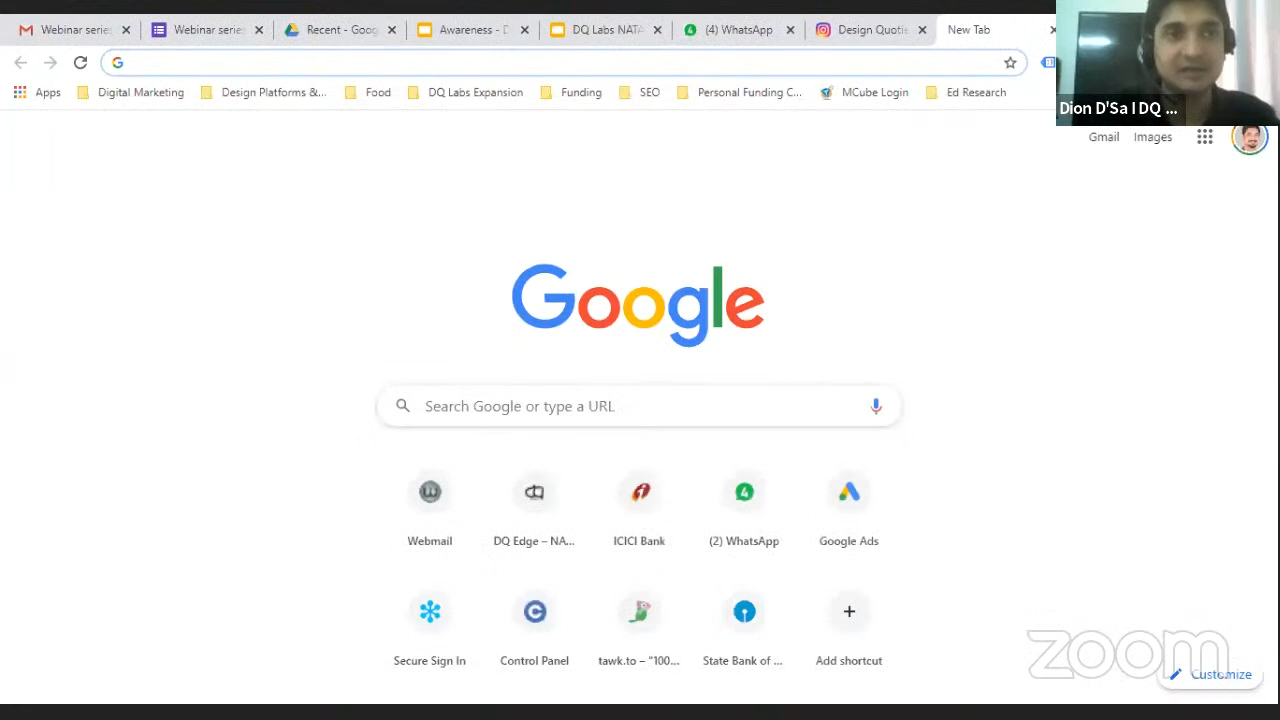 Webinar serie
Webinar serie
Recent - Goog
Awareness - D
DQ Labs NATA
(4) WhatsApp
Design Quotie
New Tab
Apps
Digital Marketing
Design Platforms &...
Food
DQ Labs Expansion
Funding
SEO
Personal Funding C...
MCube Login
Ed Research
Dion D'Sa I DQ ...
Gmail
Images
Google
Search Google or type a URL
Webmail
DQ Edge – NA...
ICICI Bank
(2) WhatsApp
Google Ads
Secure Sign In
Control Panel
tawk.to – "100...
State Bank of ...
Add shortcut
zoom
Customize